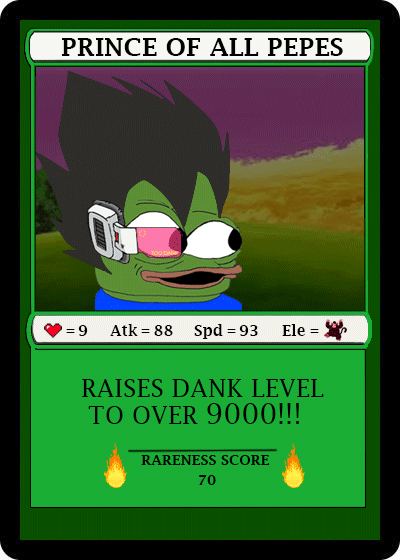 PRINCE OF ALL PEPES
= 9 Atk = 88 Spd = 93 Ele =
RAISES DANK LEVEL
TO OVER 9000!!!
RARENESS SCORE
70